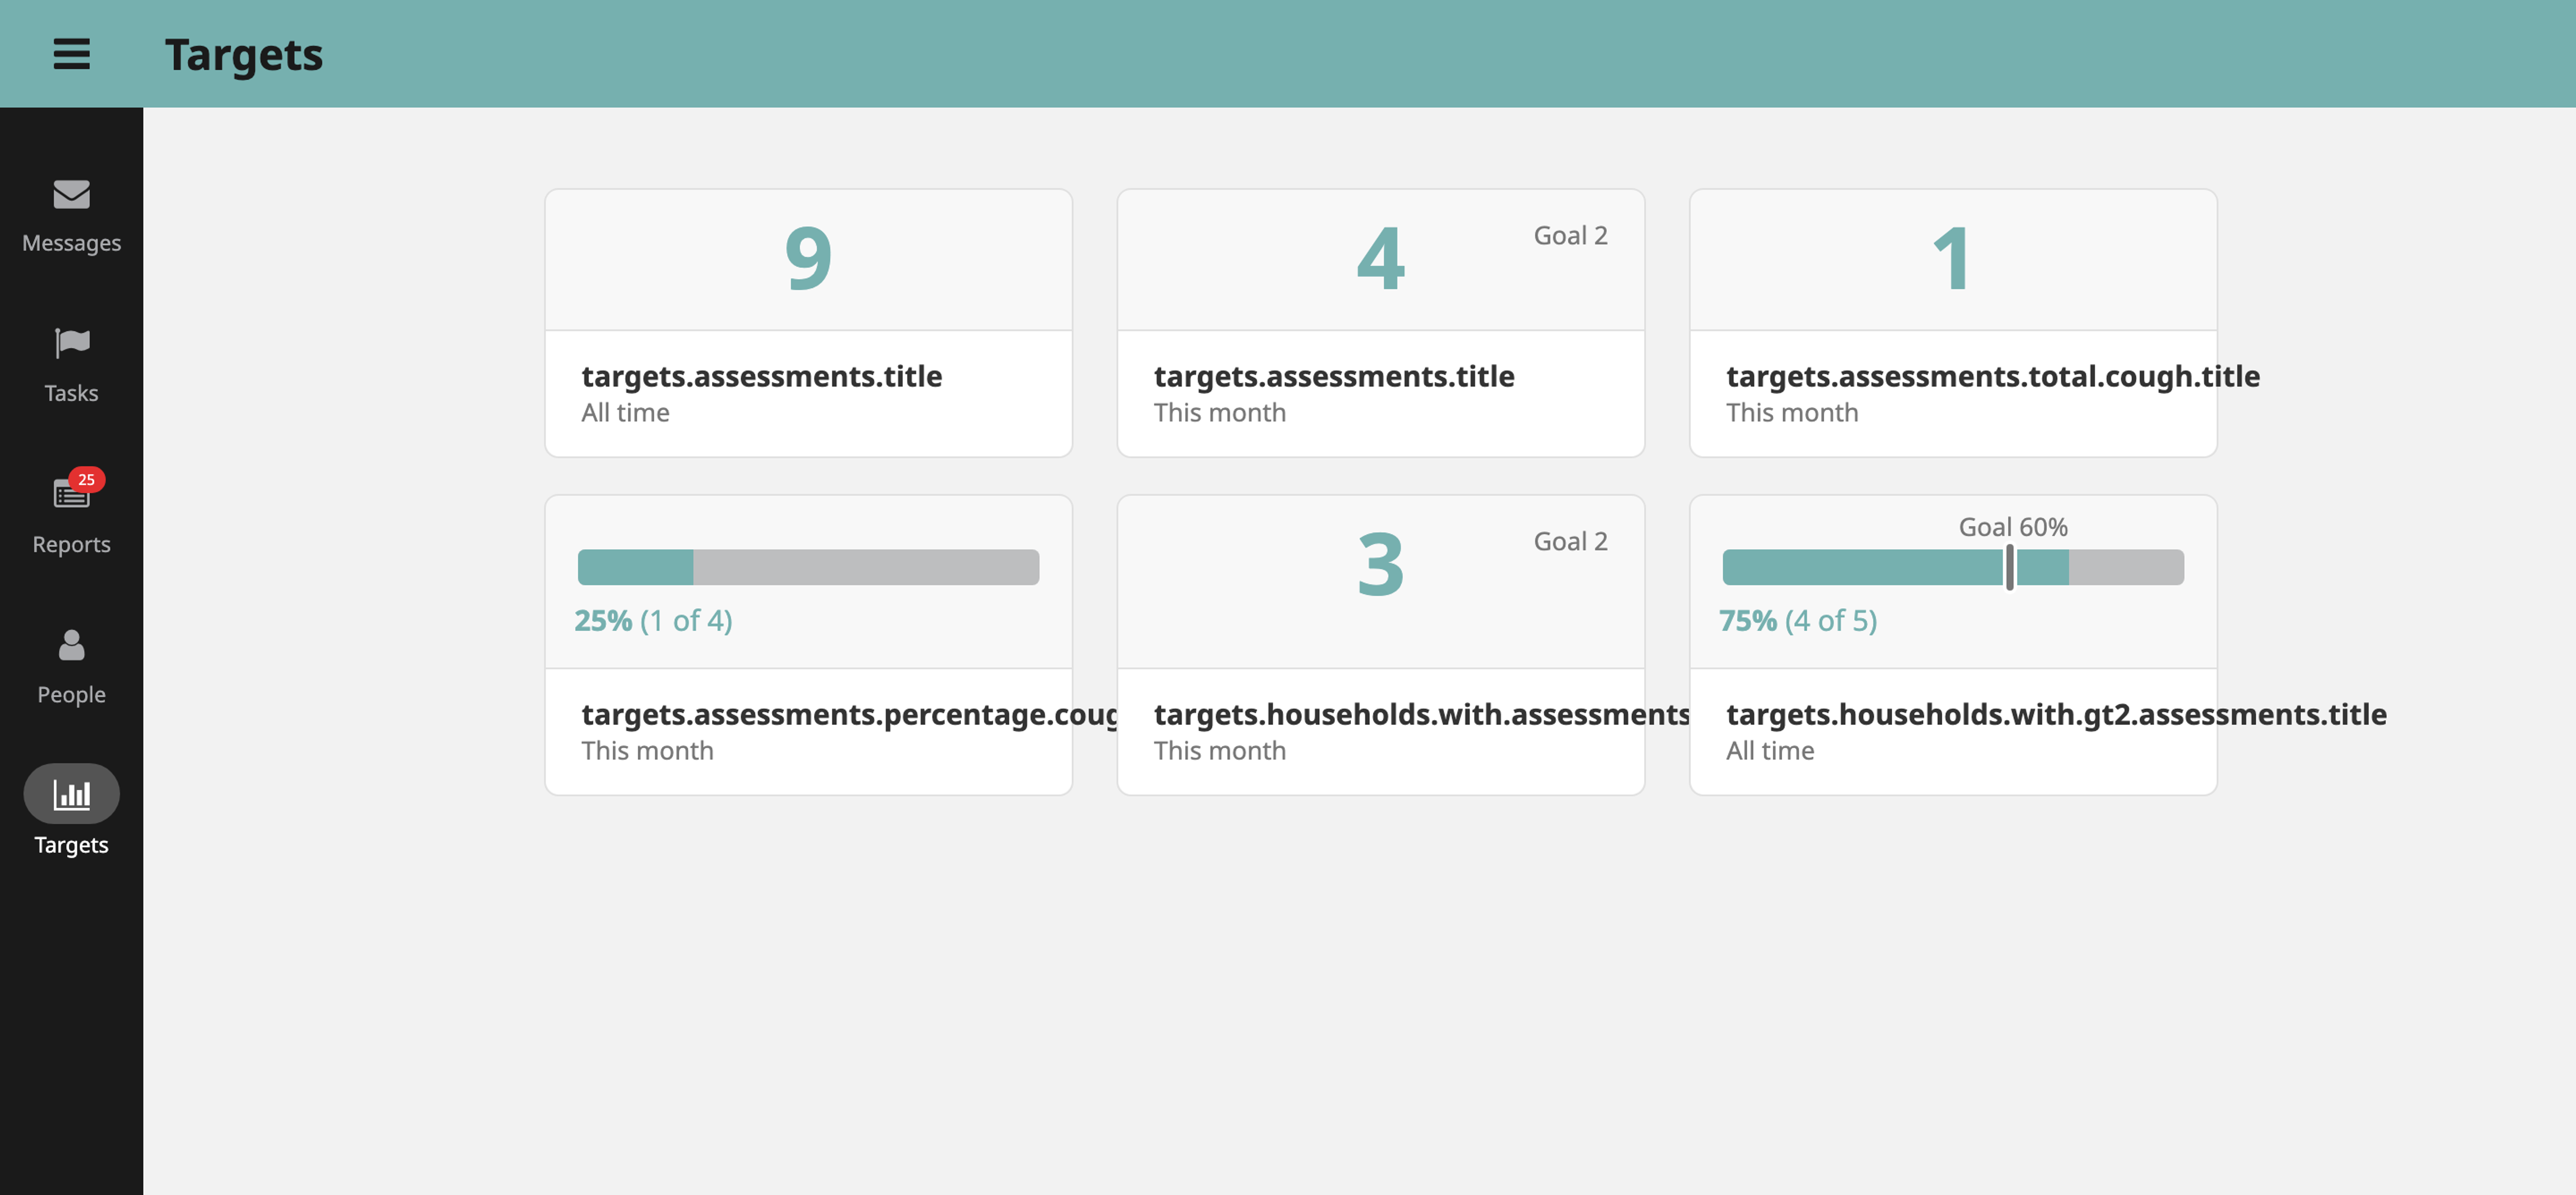 Targets
Messages
Tasks
25
Reports
People
Targets
9
targets.assessments.title
All time
4
Goal 2
targets.assessments.title
This month
1
targets.assessments.total.cough.title
This month
25% (1 of 4)
targets.assessments.percentage.coug
This month
3
Goal 2
targets.households.with.assessments
This month
Goal 60%
75% (4 of 5)
targets.households.with.gt2.assessments.title
All time